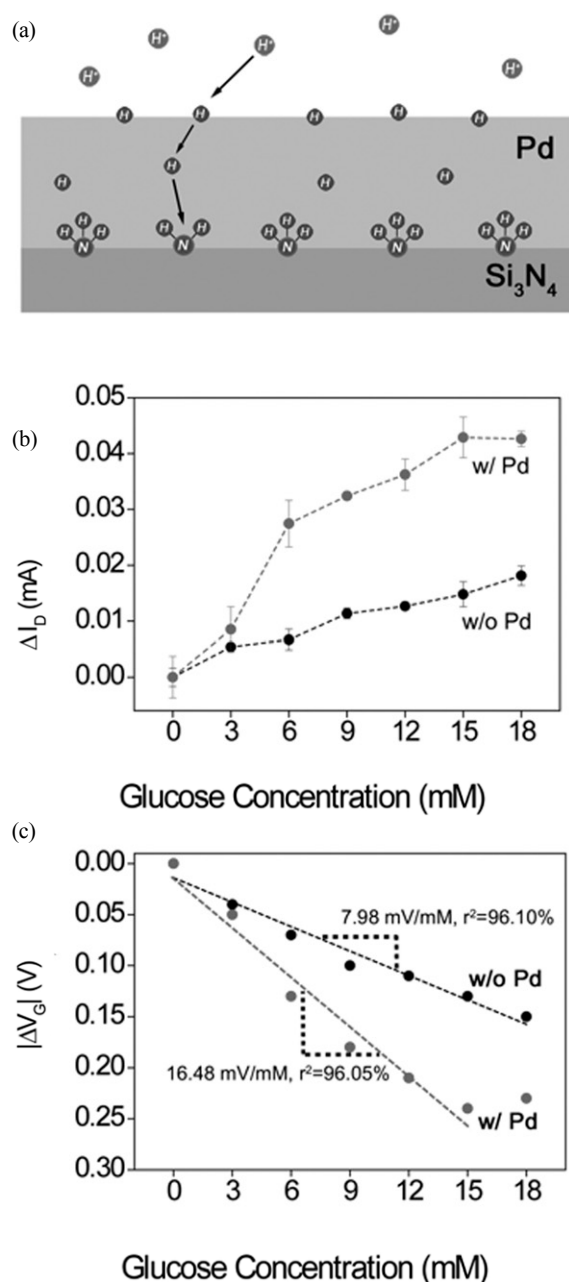 (a)
H⁺ H⁺ H⁺ H⁺ H⁺
H H H H H
Pd
H H H H
H H H H H H H H H H H H H H
N N N N N
Si₃N₄
(b)
0.05
0.04
0.03
0.02
0.01
0.00
ΔI_D (mA)
w/ Pd
w/o Pd
0 3 6 9 12 15 18
Glucose Concentration (mM)
(c)
0.00
0.05
0.10
0.15
0.20
0.25
0.30
|ΔV_G| (V)
7.98 mV/mM, r²=96.10%
w/o Pd
16.48 mV/mM, r²=96.05%
w/ Pd
0 3 6 9 12 15 18
Glucose Concentration (mM)